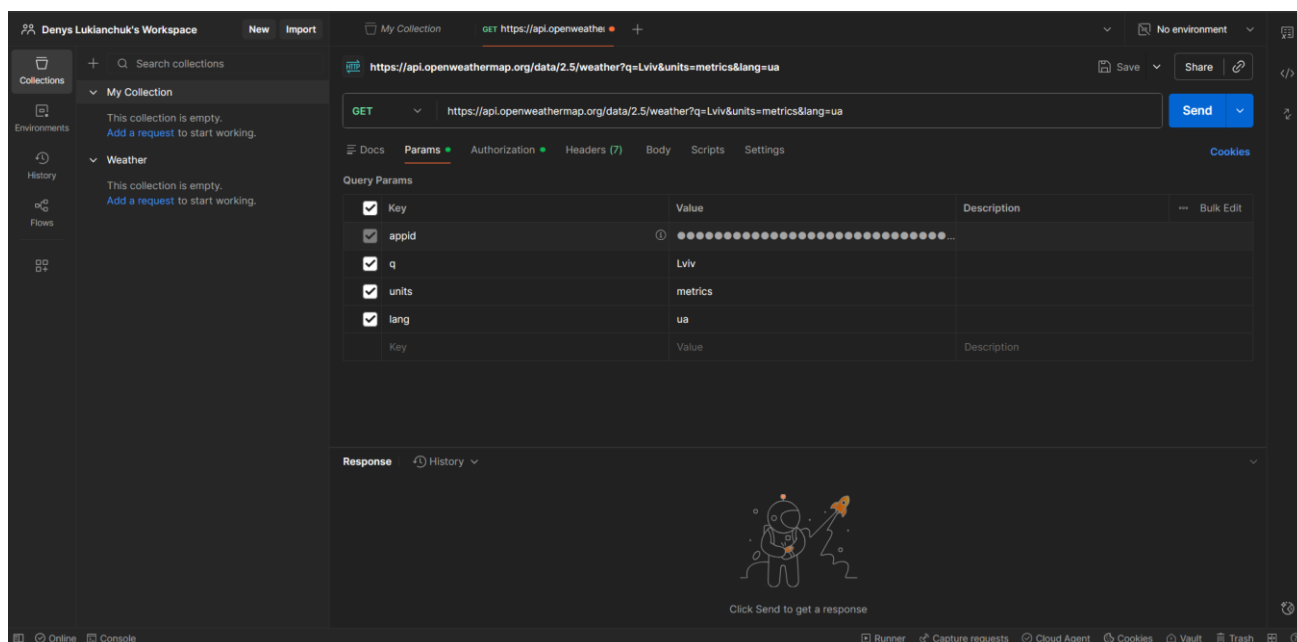 Denys Lukianchuk's Workspace New Import My Collection GET https://api.openweather No environment
Collections
Environments
History
Flows
Search collections
My Collection
This collection is empty.
Add a request to start working.
Weather
This collection is empty.
Add a request to start working.
HTTP https://api.openweathermap.org/data/2.5/weather?q=Lviv&units=metrics&lang=ua Save Share
GET https://api.openweathermap.org/data/2.5/weather?q=Lviv&units=metrics&lang=ua Send
Docs Params Authorization Headers (7) Body Scripts Settings Cookies
Query Params
Key Value Description Bulk Edit
appid ●●●●●●●●●●●●●●●●●●●●●●●●●●●●●...
q Lviv
units metrics
lang ua
Key Value Description
Response History
Click Send to get a response
Online Console Runner Capture requests Cloud Agent Cookies Vault Trash